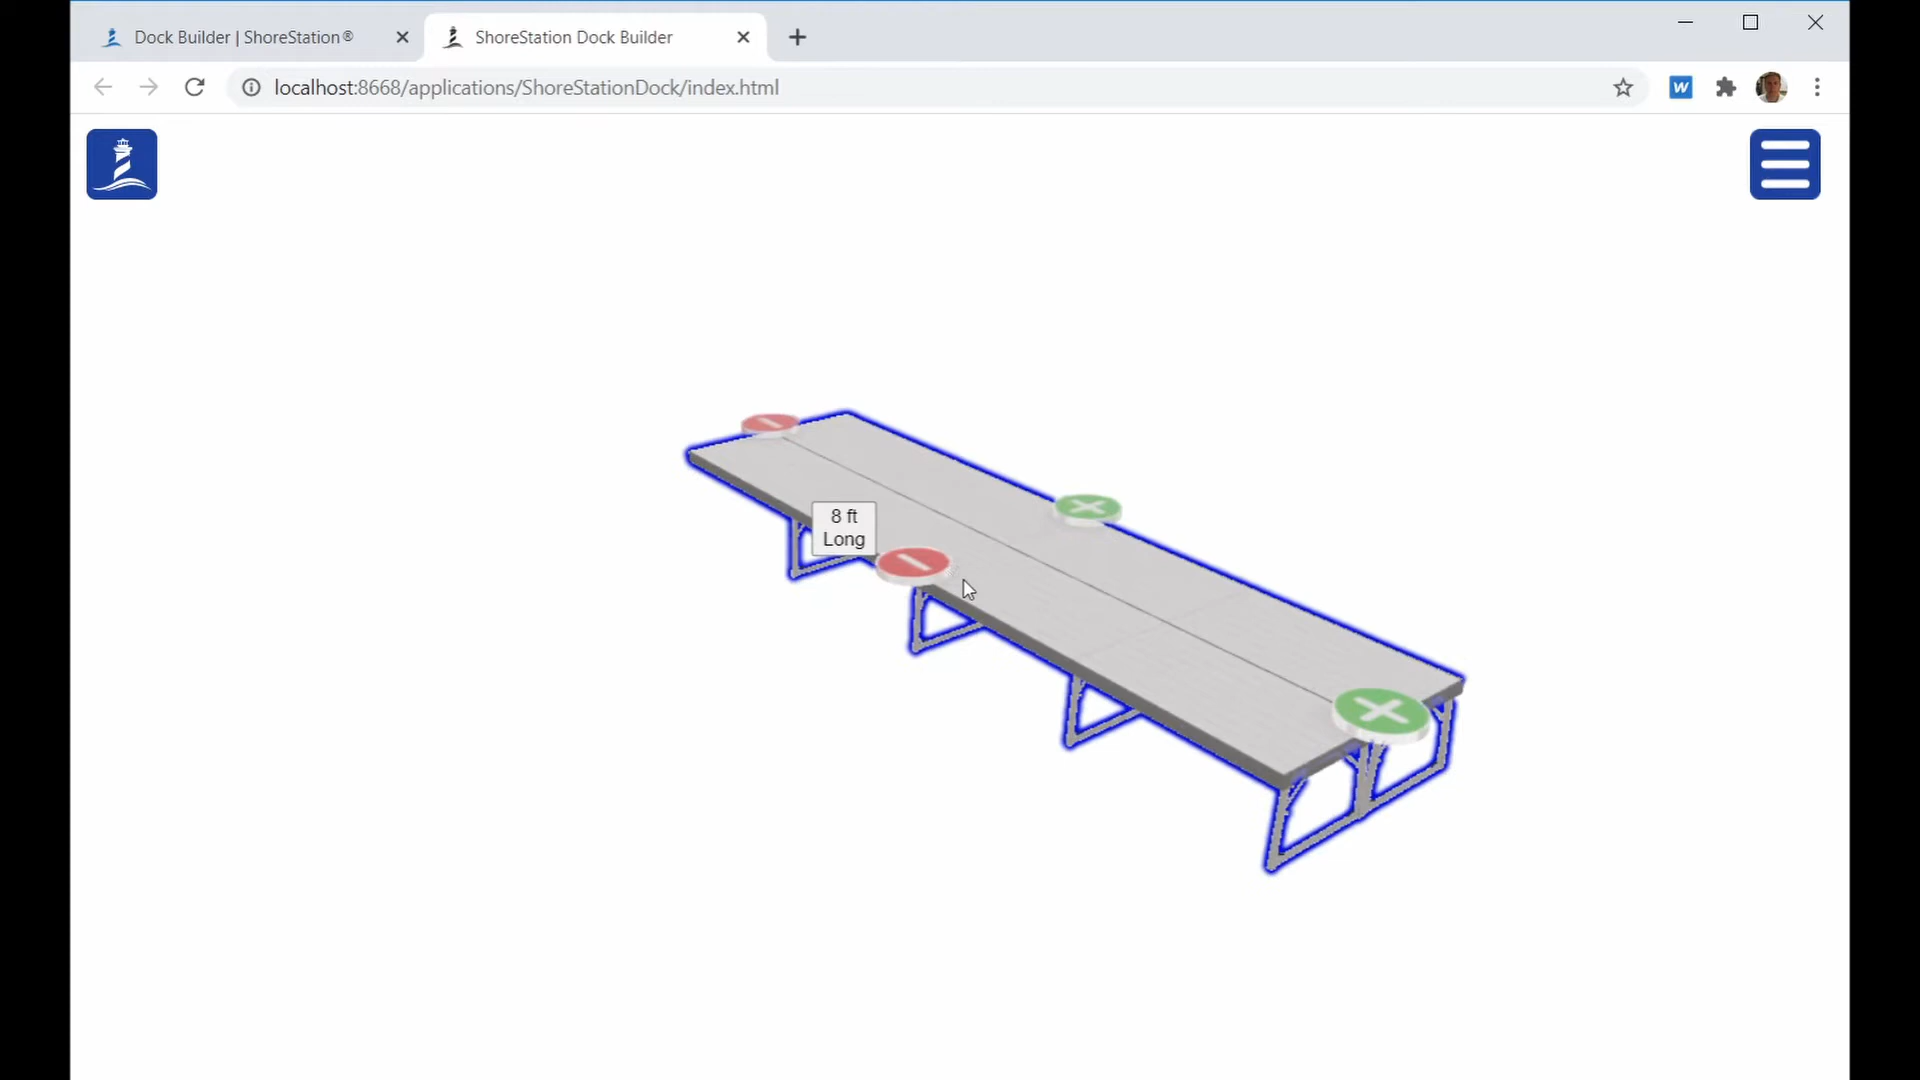 Dock Builder | ShoreStation®
ShoreStation Dock Builder
localhost:8668/applications/ShoreStationDock/index.html
W
8 ft
Long